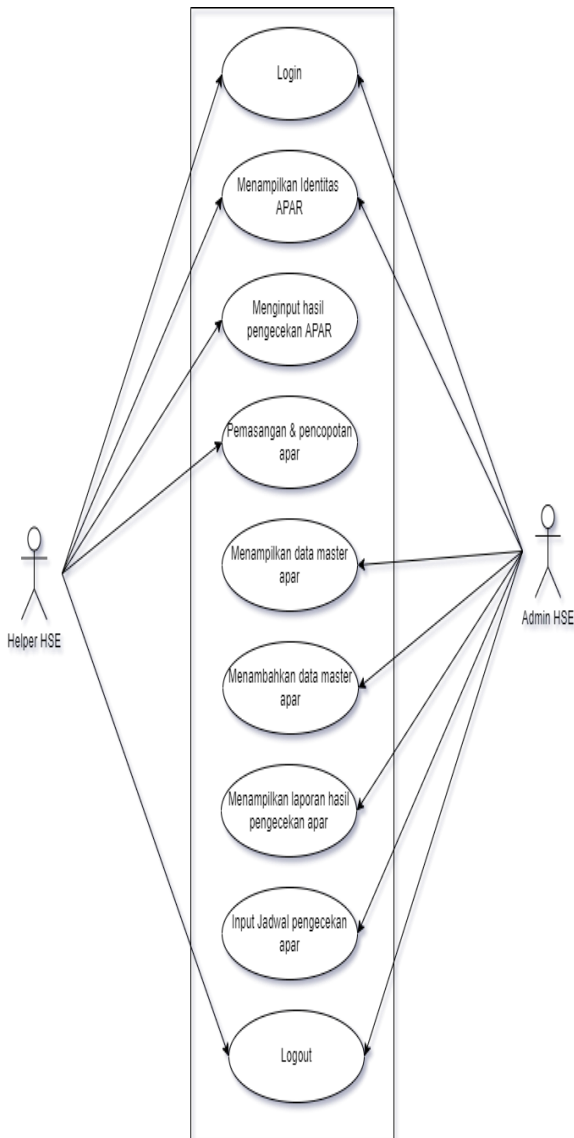 Login
Menampilkan Identitas
APAR
Menginput hasil
pengecekan APAR
Pemasangan & pencopotan
apar
Menampilkan data master
apar
Helper HSE
Admin HSE
Menambahkan data master
apar
Menampilkan laporan hasil
pengecekan apar
Input Jadwal pengecekan
apar
Logout